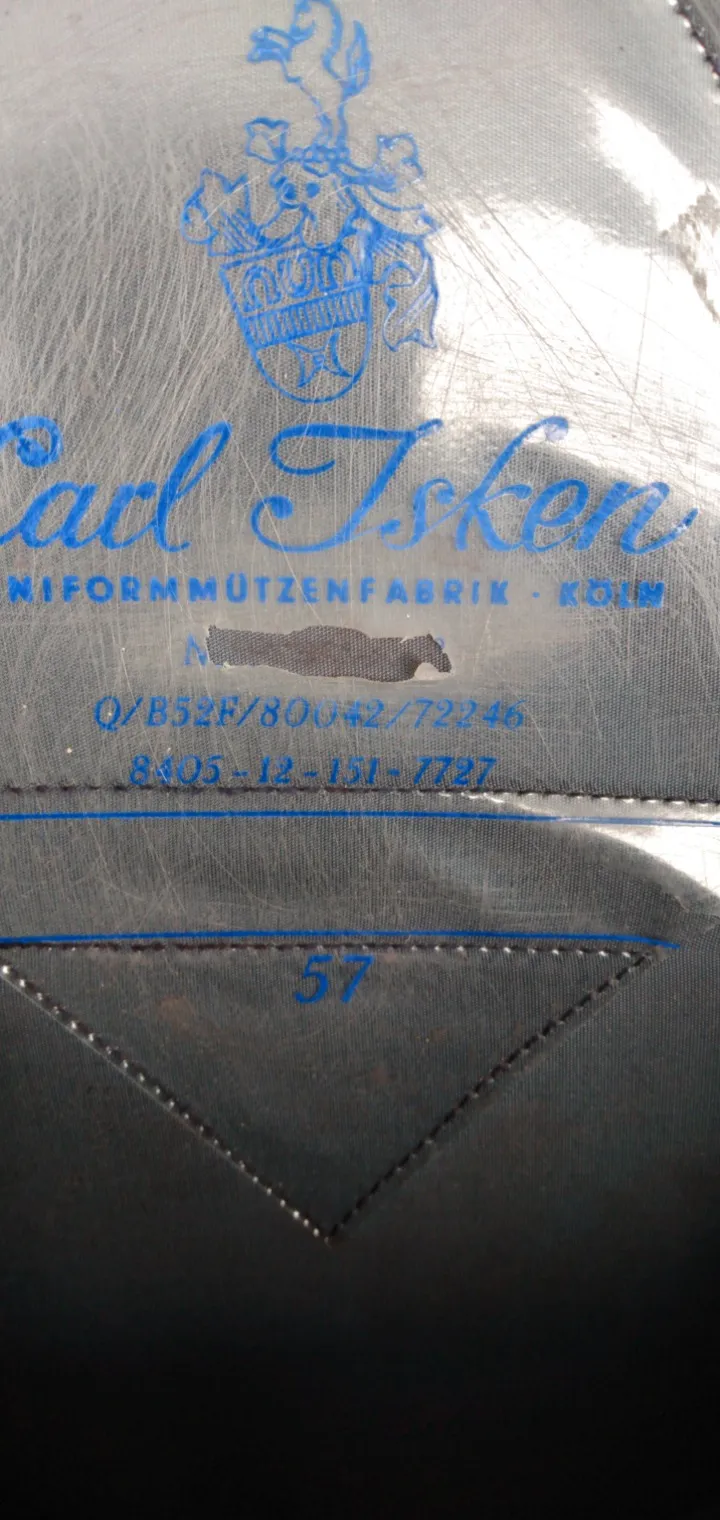 Carl Isken
NIFORMMÜTZENFABRIK · KÖLN
Q/B52F/80042/72246
8405-12-151-7727
57